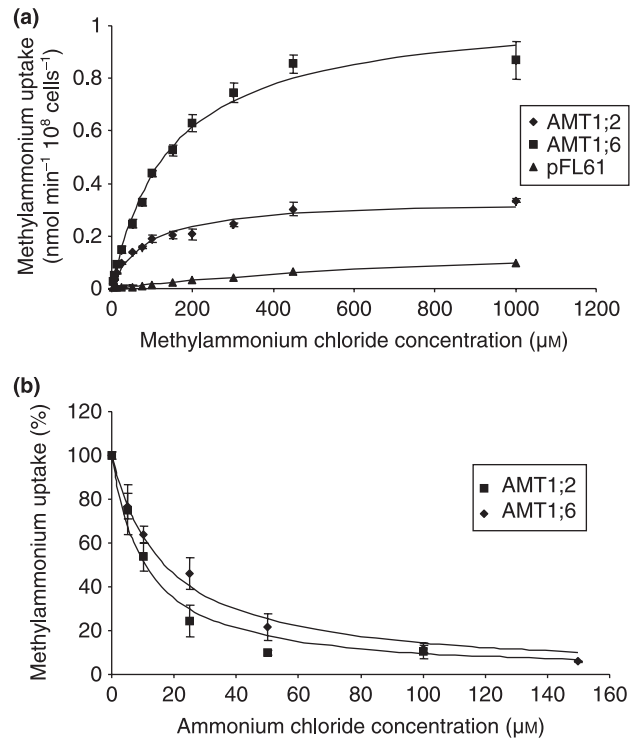 (a)
Methylammonium uptake
(nmol min⁻¹ 10⁸ cells⁻¹)
1
0.8
0.6
0.4
0.2
0
0 200 400 600 800 1000 1200
Methylammonium chloride concentration (μM)
AMT1;2
AMT1;6
pFL61
(b)
Methylammonium uptake (%)
120
100
80
60
40
20
0
0 20 40 60 80 100 120 140 160
Ammonium chloride concentration (μM)
AMT1;2
AMT1;6